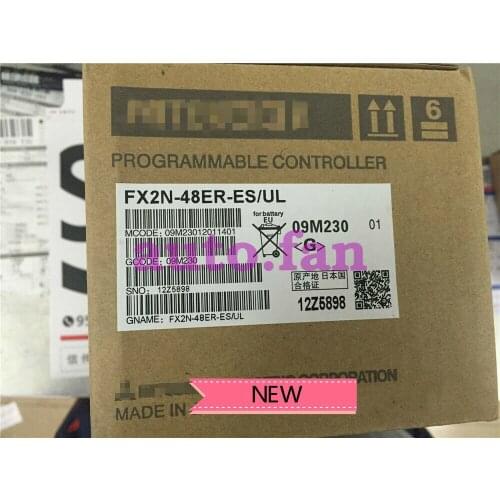 6
PROGRAMMABLE CONTROLLER
FX2N-48ER-ES/UL
for battery
EU
MCODE: 09M23012011401
09M230 01
<G>
GCODE: 09M230
auto.fan
原产地 日本国
合格证
SNO: 12Z5898
12Z5898
GNAME: FX2N-48ER-ES/UL
CORPORATION
MADE IN
NEW